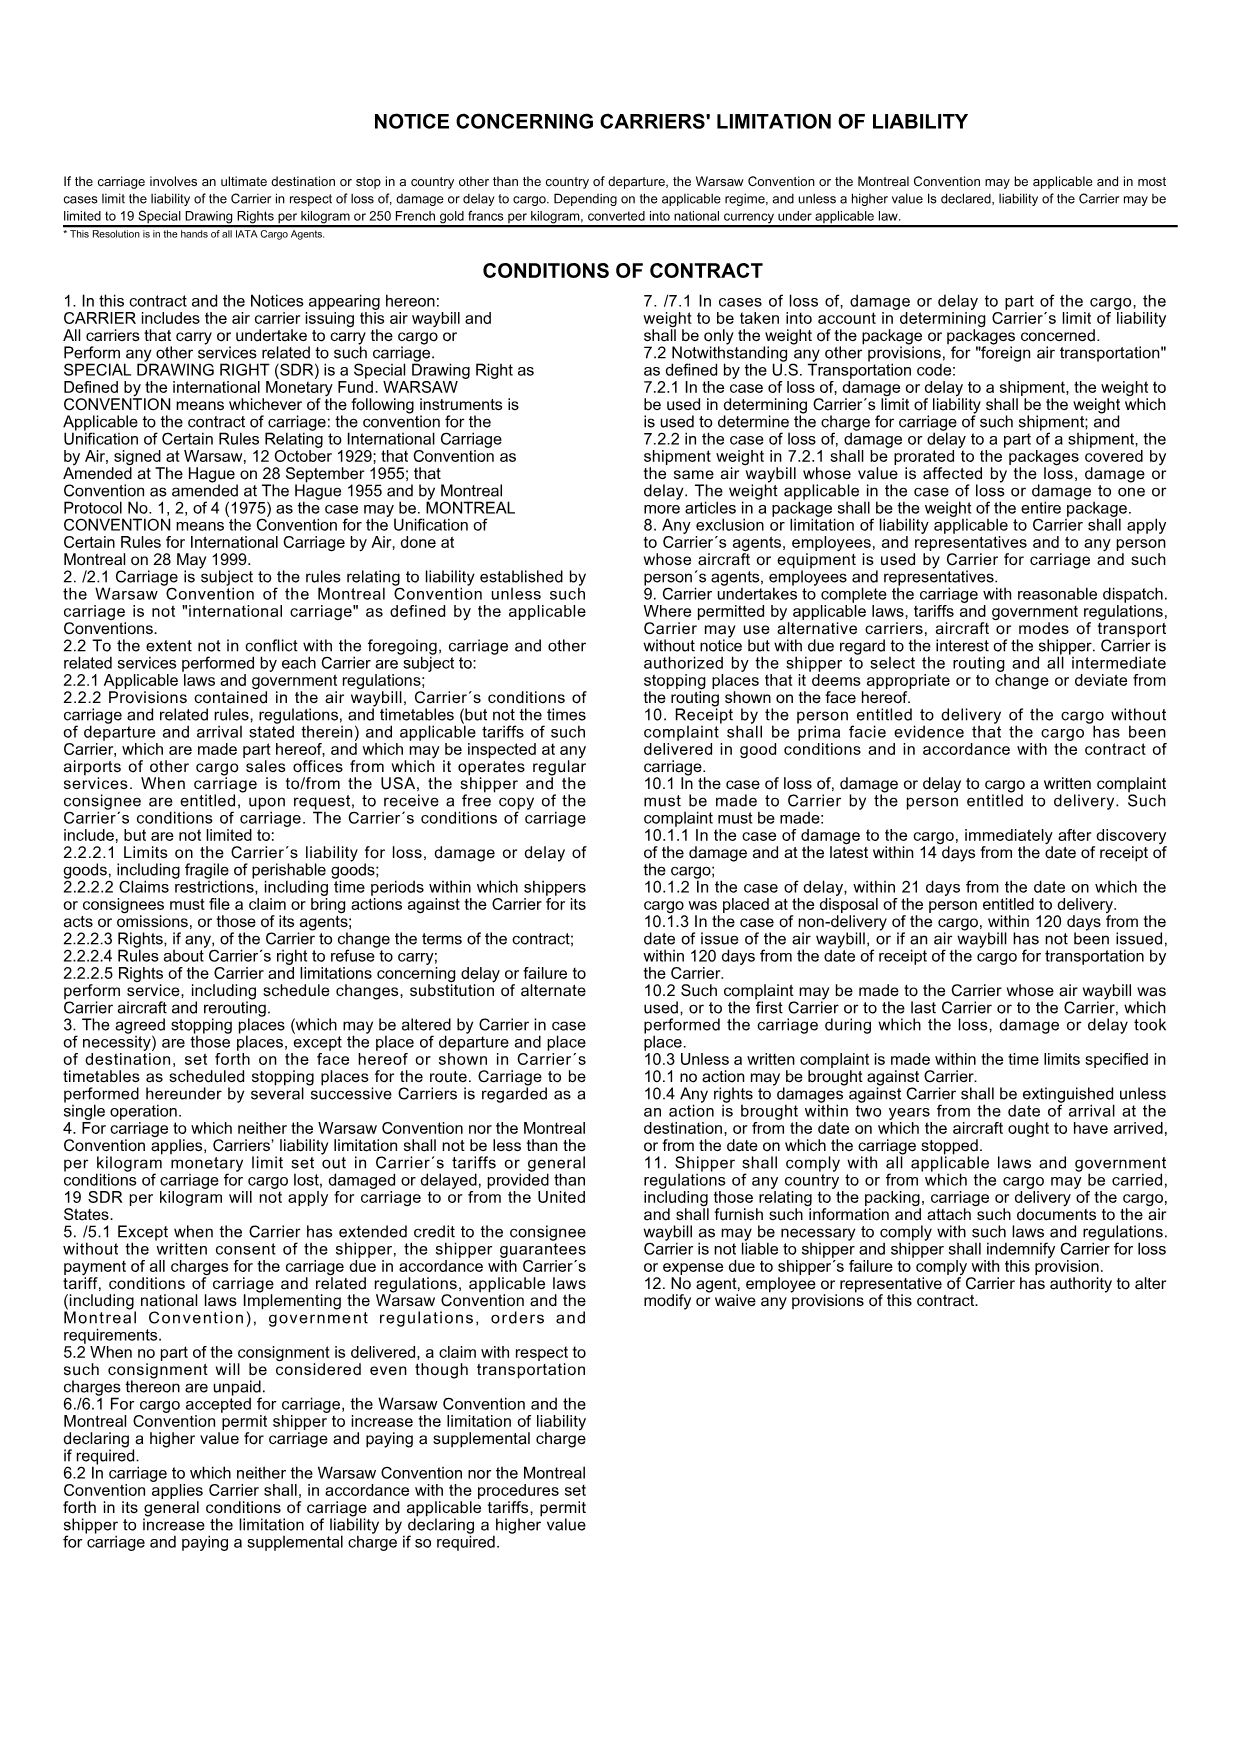 NOTICE CONCERNING CARRIERS' LIMITATION OF LIABILITY
If the carriage involves an ultimate destination or stop in a country other than the country of departure, the Warsaw Convention or the Montreal Convention may be applicable and in most
cases limit the liability of the Carrier in respect of loss of, damage or delay to cargo. Depending on the applicable regime, and unless a higher value Is declared, liability of the Carrier may be
limited to 19 Special Drawing Rights per kilogram or 250 French gold francs per kilogram, converted into national currency under applicable law.
* This Resolution is in the hands of all IATA Cargo Agents.
CONDITIONS OF CONTRACT
1. In this contract and the Notices appearing hereon:
CARRIER includes the air carrier issuing this air waybill and
All carriers that carry or undertake to carry the cargo or
Perform any other services related to such carriage.
SPECIAL DRAWING RIGHT (SDR) is a Special Drawing Right as
Defined by the international Monetary Fund. WARSAW
CONVENTION means whichever of the following instruments is
Applicable to the contract of carriage: the convention for the
Unification of Certain Rules Relating to International Carriage
by Air, signed at Warsaw, 12 October 1929; that Convention as
Amended at The Hague on 28 September 1955; that
Convention as amended at The Hague 1955 and by Montreal
Protocol No. 1, 2, of 4 (1975) as the case may be. MONTREAL
CONVENTION means the Convention for the Unification of
Certain Rules for International Carriage by Air, done at
Montreal on 28 May 1999.
2. /2.1 Carriage is subject to the rules relating to liability established by
the Warsaw Convention of the Montreal Convention unless such
carriage is not "international carriage" as defined by the applicable
Conventions.
2.2 To the extent not in conflict with the foregoing, carriage and other
related services performed by each Carrier are subject to:
2.2.1 Applicable laws and government regulations;
2.2.2 Provisions contained in the air waybill, Carrier´s conditions of
carriage and related rules, regulations, and timetables (but not the times
of departure and arrival stated therein) and applicable tariffs of such
Carrier, which are made part hereof, and which may be inspected at any
airports of other cargo sales offices from which it operates regular
services. When carriage is to/from the USA, the shipper and the
consignee are entitled, upon request, to receive a free copy of the
Carrier´s conditions of carriage. The Carrier´s conditions of carriage
include, but are not limited to:
2.2.2.1 Limits on the Carrier´s liability for loss, damage or delay of
goods, including fragile of perishable goods;
2.2.2.2 Claims restrictions, including time periods within which shippers
or consignees must file a claim or bring actions against the Carrier for its
acts or omissions, or those of its agents;
2.2.2.3 Rights, if any, of the Carrier to change the terms of the contract;
2.2.2.4 Rules about Carrier´s right to refuse to carry;
2.2.2.5 Rights of the Carrier and limitations concerning delay or failure to
perform service, including schedule changes, substitution of alternate
Carrier aircraft and rerouting.
3. The agreed stopping places (which may be altered by Carrier in case
of necessity) are those places, except the place of departure and place
of destination, set forth on the face hereof or shown in Carrier´s
timetables as scheduled stopping places for the route. Carriage to be
performed hereunder by several successive Carriers is regarded as a
single operation.
4. For carriage to which neither the Warsaw Convention nor the Montreal
Convention applies, Carriers’ liability limitation shall not be less than the
per kilogram monetary limit set out in Carrier´s tariffs or general
conditions of carriage for cargo lost, damaged or delayed, provided than
19 SDR per kilogram will not apply for carriage to or from the United
States.
5. /5.1 Except when the Carrier has extended credit to the consignee
without the written consent of the shipper, the shipper guarantees
payment of all charges for the carriage due in accordance with Carrier´s
tariff, conditions of carriage and related regulations, applicable laws
(including national laws Implementing the Warsaw Convention and the
Montreal Convention), government regulations, orders and
requirements.
5.2 When no part of the consignment is delivered, a claim with respect to
such consignment will be considered even though transportation
charges thereon are unpaid.
6./6.1 For cargo accepted for carriage, the Warsaw Convention and the
Montreal Convention permit shipper to increase the limitation of liability
declaring a higher value for carriage and paying a supplemental charge
if required.
6.2 In carriage to which neither the Warsaw Convention nor the Montreal
Convention applies Carrier shall, in accordance with the procedures set
forth in its general conditions of carriage and applicable tariffs, permit
shipper to increase the limitation of liability by declaring a higher value
for carriage and paying a supplemental charge if so required.
7. /7.1 In cases of loss of, damage or delay to part of the cargo, the
weight to be taken into account in determining Carrier´s limit of liability
shall be only the weight of the package or packages concerned.
7.2 Notwithstanding any other provisions, for "foreign air transportation"
as defined by the U.S. Transportation code:
7.2.1 In the case of loss of, damage or delay to a shipment, the weight to
be used in determining Carrier´s limit of liability shall be the weight which
is used to determine the charge for carriage of such shipment; and
7.2.2 in the case of loss of, damage or delay to a part of a shipment, the
shipment weight in 7.2.1 shall be prorated to the packages covered by
the same air waybill whose value is affected by the loss, damage or
delay. The weight applicable in the case of loss or damage to one or
more articles in a package shall be the weight of the entire package.
8. Any exclusion or limitation of liability applicable to Carrier shall apply
to Carrier´s agents, employees, and representatives and to any person
whose aircraft or equipment is used by Carrier for carriage and such
person´s agents, employees and representatives.
9. Carrier undertakes to complete the carriage with reasonable dispatch.
Where permitted by applicable laws, tariffs and government regulations,
Carrier may use alternative carriers, aircraft or modes of transport
without notice but with due regard to the interest of the shipper. Carrier is
authorized by the shipper to select the routing and all intermediate
stopping places that it deems appropriate or to change or deviate from
the routing shown on the face hereof.
10. Receipt by the person entitled to delivery of the cargo without
complaint shall be prima facie evidence that the cargo has been
delivered in good conditions and in accordance with the contract of
carriage.
10.1 In the case of loss of, damage or delay to cargo a written complaint
must be made to Carrier by the person entitled to delivery. Such
complaint must be made:
10.1.1 In the case of damage to the cargo, immediately after discovery
of the damage and at the latest within 14 days from the date of receipt of
the cargo;
10.1.2 In the case of delay, within 21 days from the date on which the
cargo was placed at the disposal of the person entitled to delivery.
10.1.3 In the case of non-delivery of the cargo, within 120 days from the
date of issue of the air waybill, or if an air waybill has not been issued,
within 120 days from the date of receipt of the cargo for transportation by
the Carrier.
10.2 Such complaint may be made to the Carrier whose air waybill was
used, or to the first Carrier or to the last Carrier or to the Carrier, which
performed the carriage during which the loss, damage or delay took
place.
10.3 Unless a written complaint is made within the time limits specified in
10.1 no action may be brought against Carrier.
10.4 Any rights to damages against Carrier shall be extinguished unless
an action is brought within two years from the date of arrival at the
destination, or from the date on which the aircraft ought to have arrived,
or from the date on which the carriage stopped.
11. Shipper shall comply with all applicable laws and government
regulations of any country to or from which the cargo may be carried,
including those relating to the packing, carriage or delivery of the cargo,
and shall furnish such information and attach such documents to the air
waybill as may be necessary to comply with such laws and regulations.
Carrier is not liable to shipper and shipper shall indemnify Carrier for loss
or expense due to shipper´s failure to comply with this provision.
12. No agent, employee or representative of Carrier has authority to alter
modify or waive any provisions of this contract.